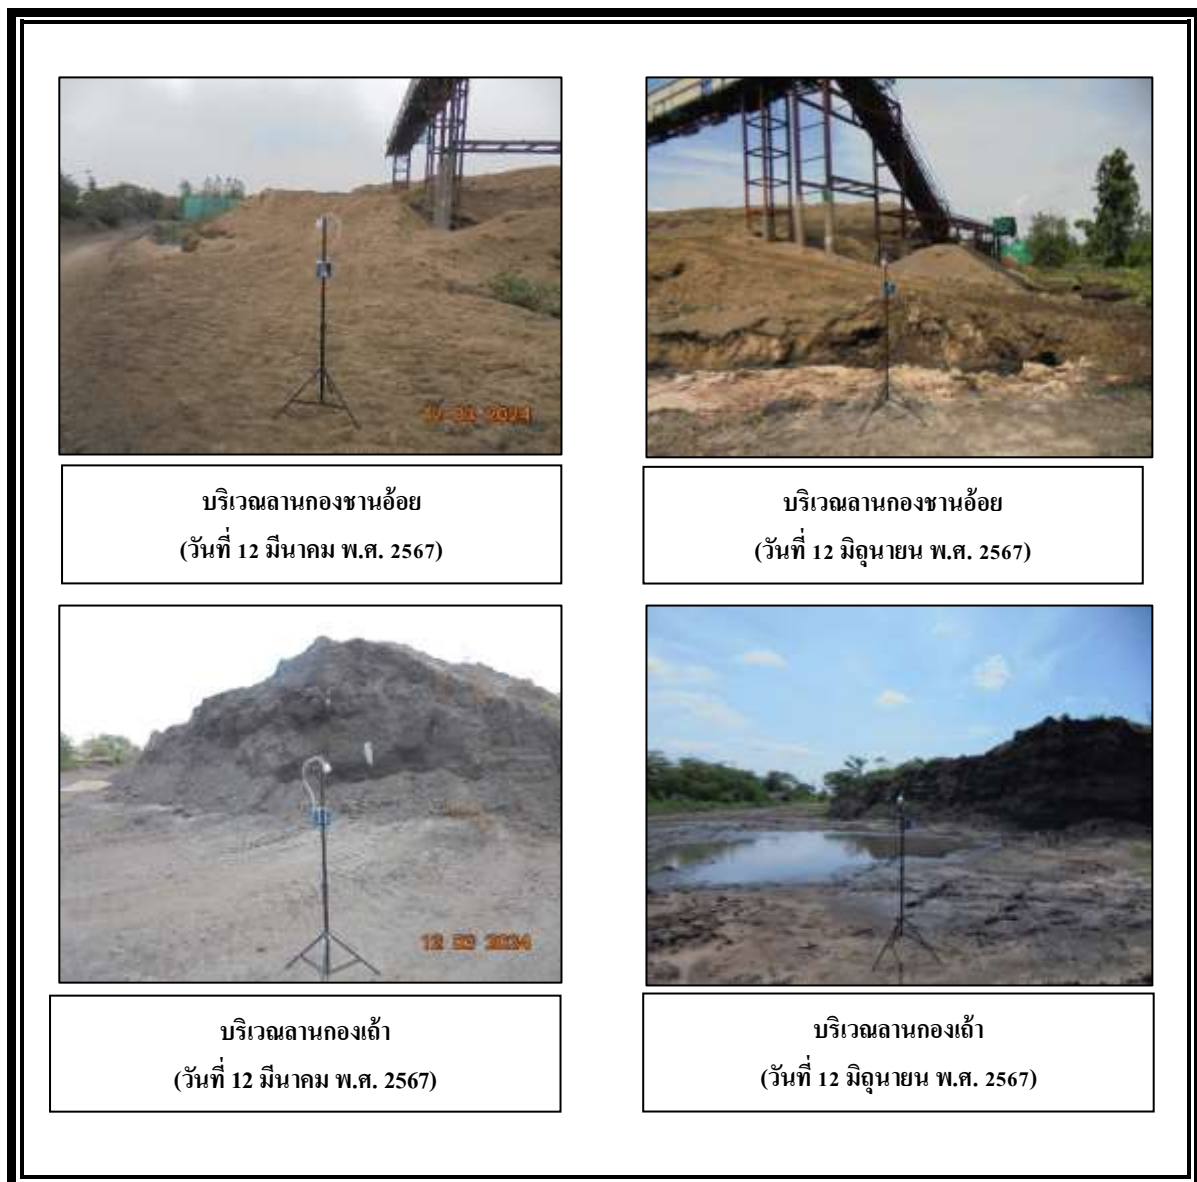 บริเวณลานกองชานอ้อย
(วันที่ 12 มีนาคม พ.ศ. 2567)
บริเวณลานกองชานอ้อย
(วันที่ 12 มิถุนายน พ.ศ. 2567)
12 03 2024
บริเวณลานกองเถ้า
(วันที่ 12 มีนาคม พ.ศ. 2567)
บริเวณลานกองเถ้า
(วันที่ 12 มิถุนายน พ.ศ. 2567)